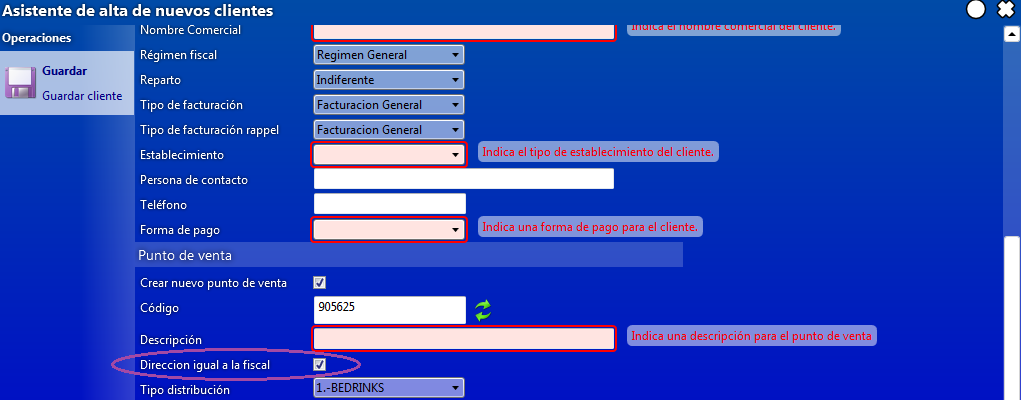 Asistente de alta de nuevos clientes
Operaciones
Guardar
Guardar cliente
Nombre Comercial
Indica el nombre comercial del cliente.
Régimen fiscal
Regimen General
Reparto
Indiferente
Tipo de facturación
Facturacion General
Tipo de facturación rappel
Facturacion General
Establecimiento
Indica el tipo de establecimiento del cliente.
Persona de contacto
Teléfono
Forma de pago
Indica una forma de pago para el cliente.
Punto de venta
Crear nuevo punto de venta
Código
905625
Descripción
Indica una descripción para el punto de venta
Direccion igual a la fiscal
Tipo distribución
1.-BEDRINKS